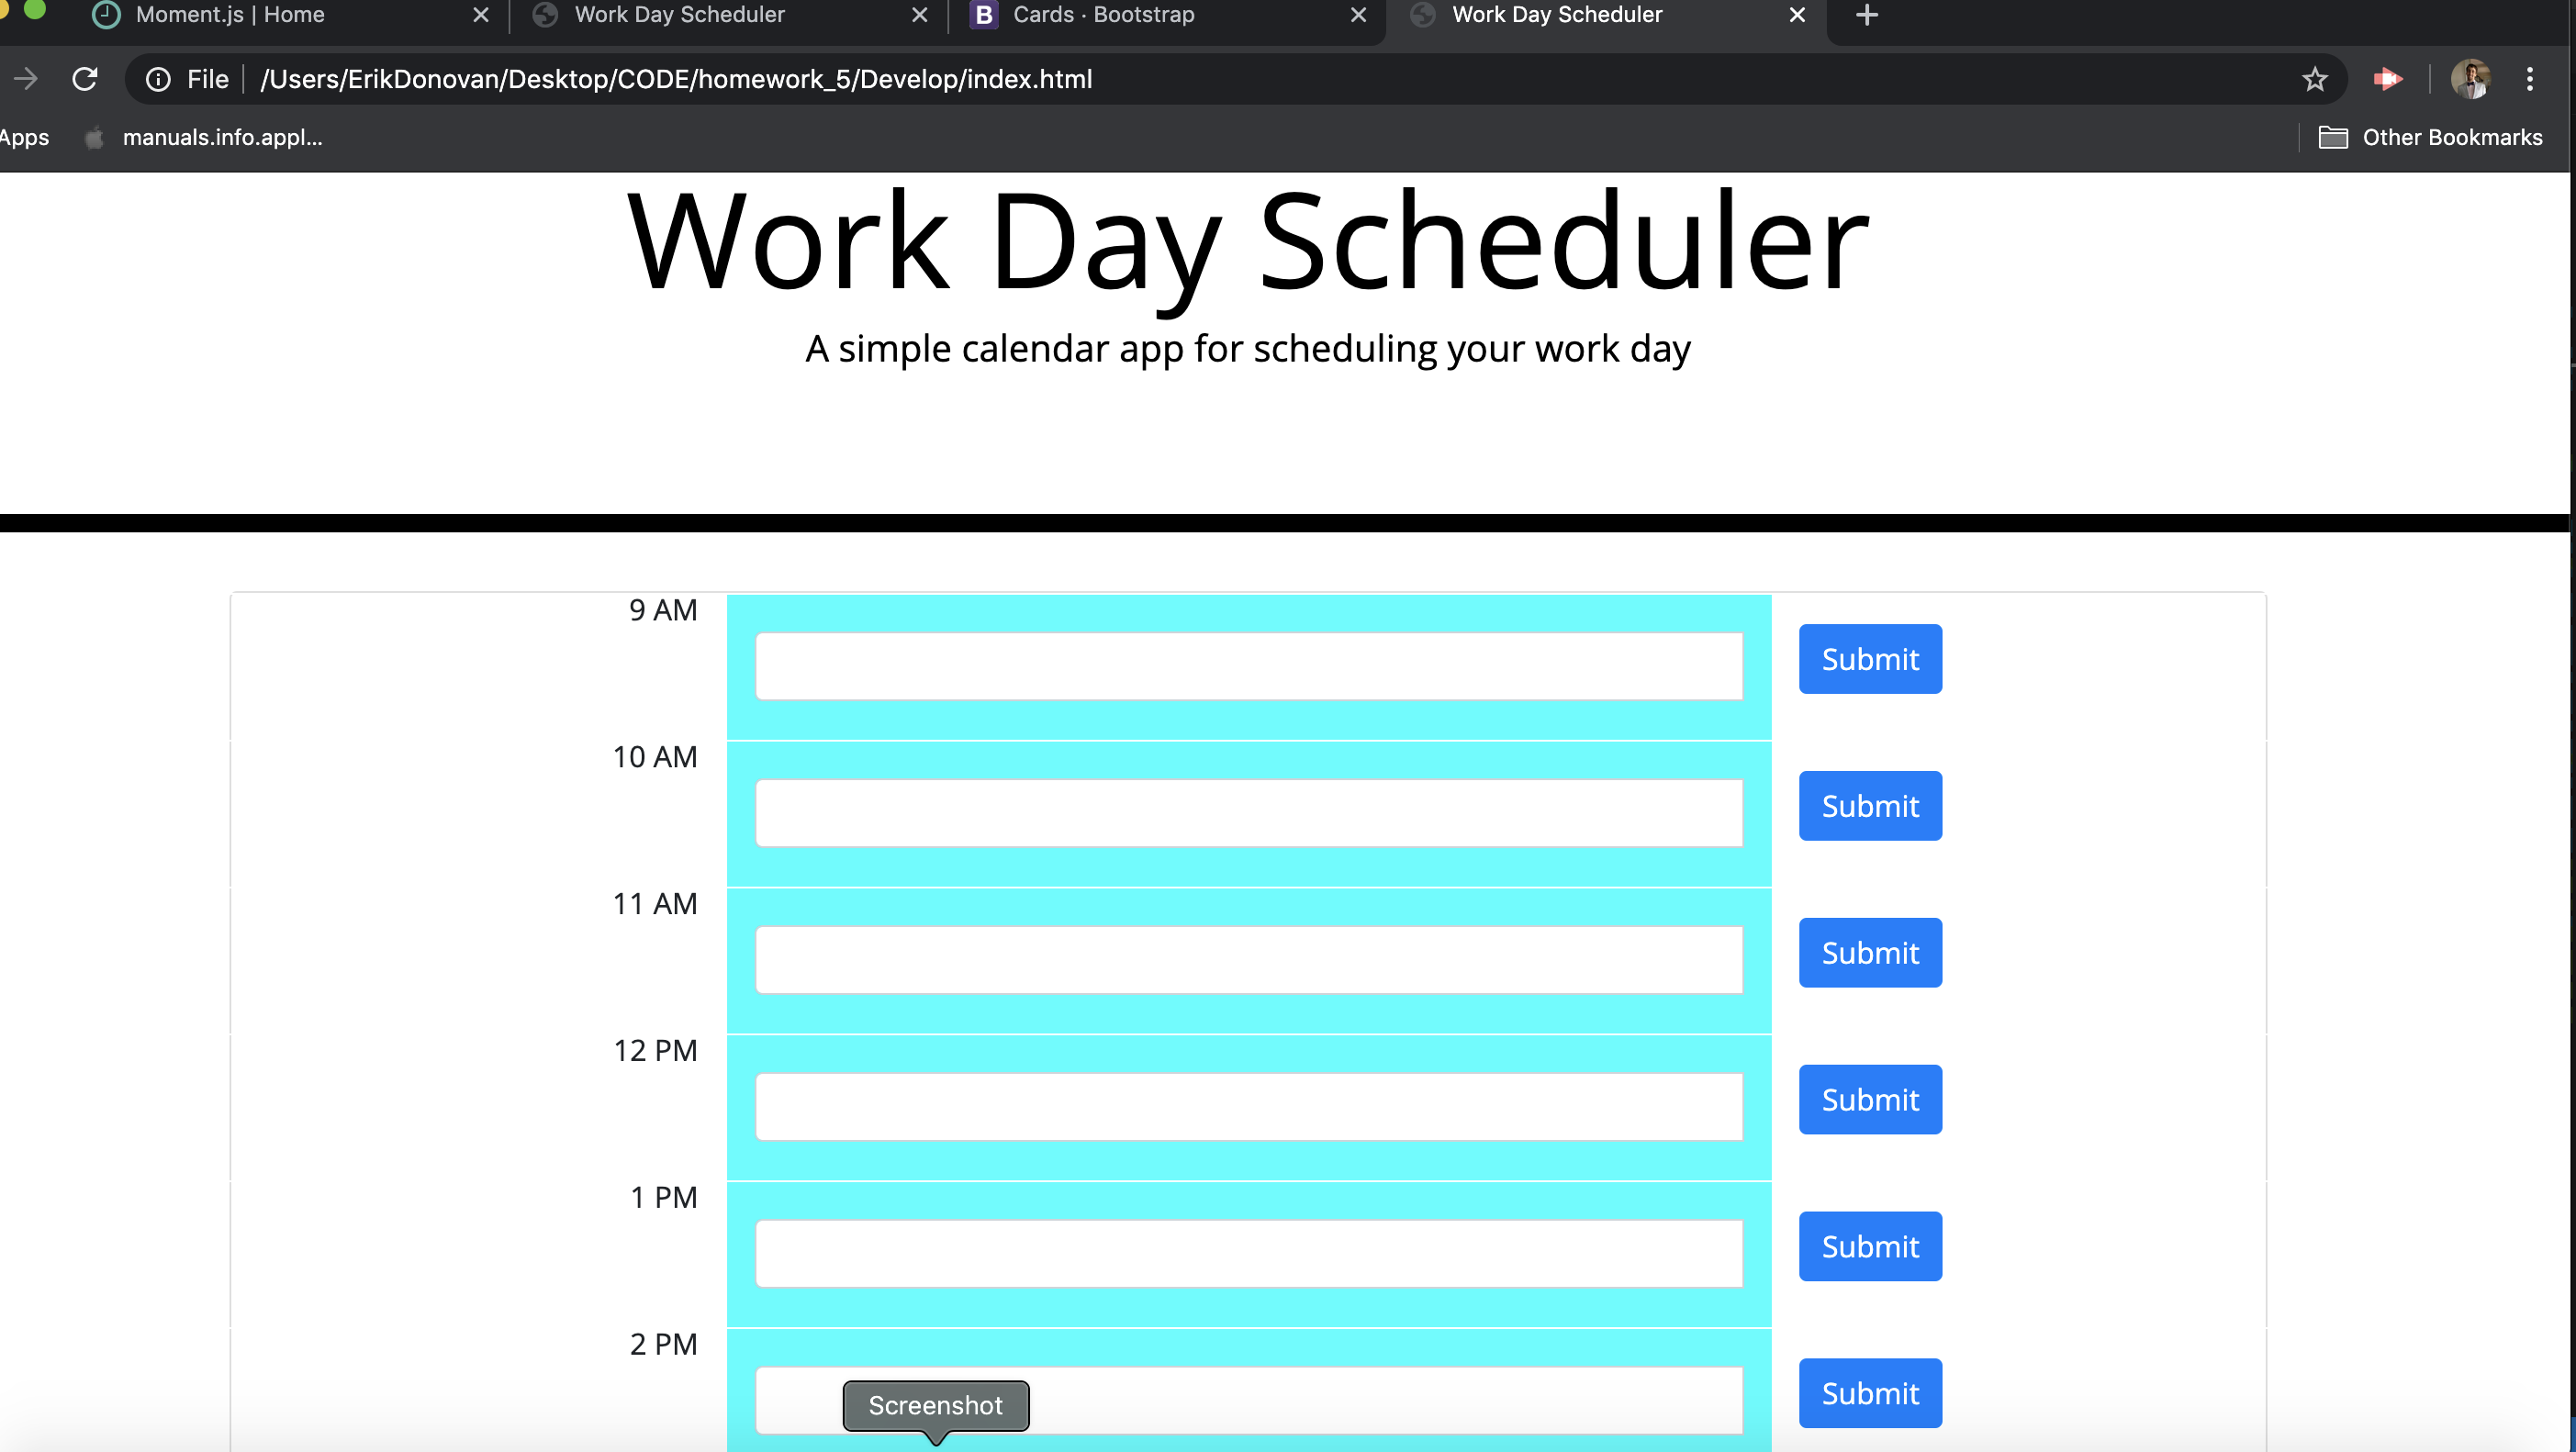 Moment.js | Home
Work Day Scheduler
B Cards · Bootstrap
Work Day Scheduler
File /Users/ErikDonovan/Desktop/CODE/homework_5/Develop/index.html
Apps
manuals.info.appl...
Other Bookmarks
Work Day Scheduler
A simple calendar app for scheduling your work day
9 AM
Submit
10 AM
Submit
11 AM
Submit
12 PM
Submit
1 PM
Submit
2 PM
Submit
Screenshot